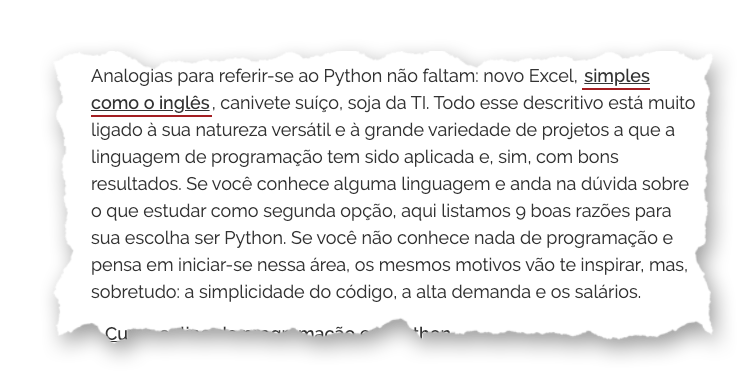 Analogias para referir-se ao Python não faltam: novo Excel, simples
como o inglês, canivete suíço, soja da TI. Todo esse descritivo está muito
ligado à sua natureza versátil e à grande variedade de projetos a que a
linguagem de programação tem sido aplicada e, sim, com bons
resultados. Se você conhece alguma linguagem e anda na dúvida sobre
o que estudar como segunda opção, aqui listamos 9 boas razões para
sua escolha ser Python. Se você não conhece nada de programação e
pensa em iniciar-se nessa área, os mesmos motivos vão te inspirar, mas,
sobretudo: a simplicidade do código, a alta demanda e os salários.